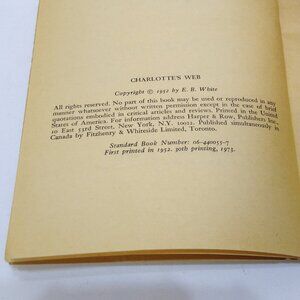 CHARLOTTE'S WEB
Copyright © 1952 by E. B. White
All rights reserved. No part of this book may be used or reproduced in any
manner whatsoever without written permission except in the case of brief
quotations embodied in critical articles and reviews. Printed in the United
States of America. For information address Harper & Row, Publishers, Inc.,
10 East 53rd Street, New York, N.Y. 10022. Published simultaneously in
Canada by Fitzhenry & Whiteside Limited, Toronto.
Standard Book Number: 06-440055-7
First printed in 1952. 30th printing, 1973.